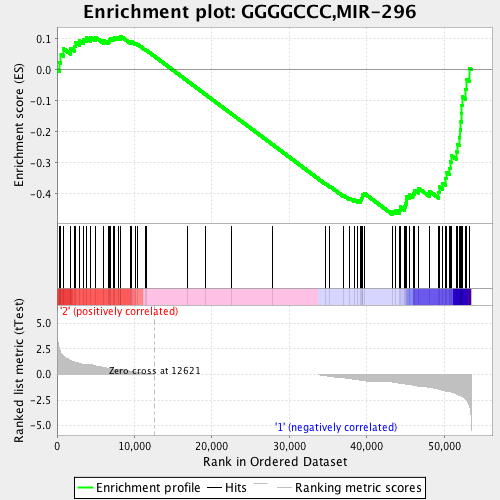 Enrichment plot: GGGGCCC,MIR-296
Enrichment score (ES)
0.1
0.0
-0.1
-0.2
-0.3
-0.4
'2' (positively correlated)
Ranked list metric (tTest)
5.0
2.5
0.0
-2.5
-5.0
Zero cross at 12621
'1' (negatively correlated)
0
10,000
20,000
30,000
40,000
50,000
Rank in Ordered Dataset
Enrichment profile
Hits
Ranking metric scores